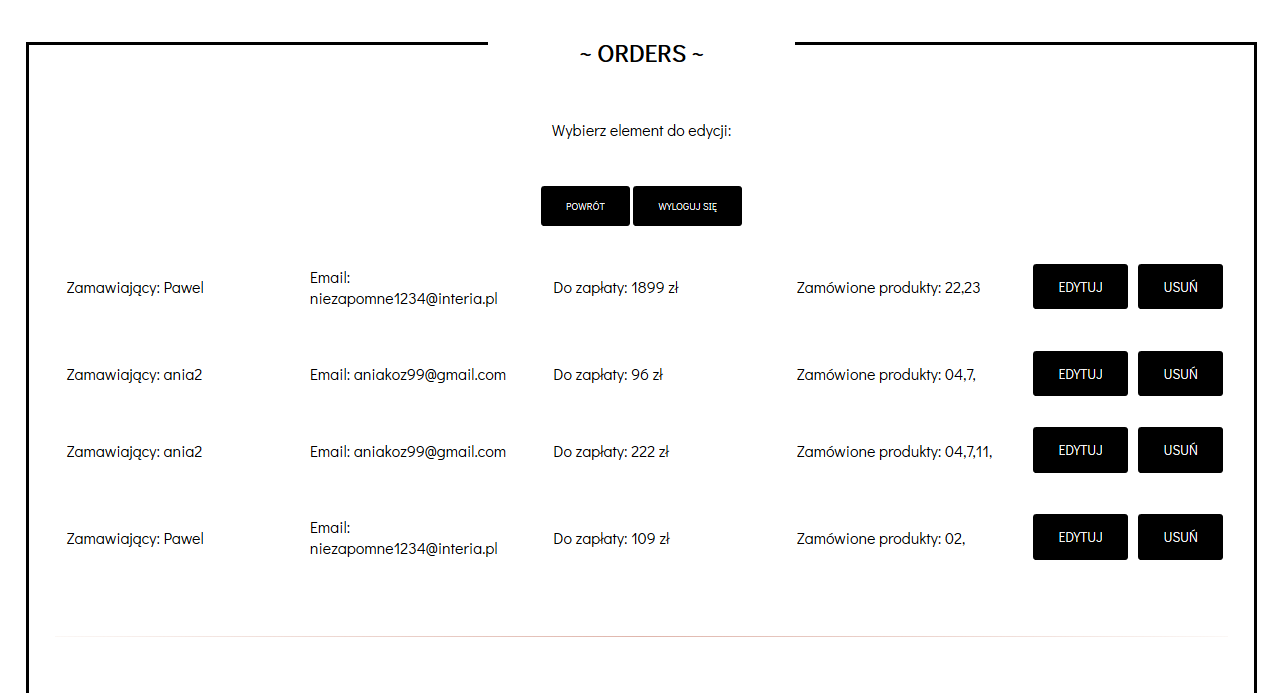 ~ ORDERS ~
Wybierz element do edycji:
POWRÓT WYLOGUJ SIĘ
Zamawiający: Pawel
Email:
niezapomne1234@interia.pl
Do zapłaty: 1899 zł
Zamówione produkty: 22,23
EDYTUJ USUŃ
Zamawiający: ania2
Email: aniakoz99@gmail.com
Do zapłaty: 96 zł
Zamówione produkty: 04,7,
EDYTUJ USUŃ
Zamawiający: ania2
Email: aniakoz99@gmail.com
Do zapłaty: 222 zł
Zamówione produkty: 04,7,11,
EDYTUJ USUŃ
Zamawiający: Pawel
Email:
niezapomne1234@interia.pl
Do zapłaty: 109 zł
Zamówione produkty: 02,
EDYTUJ USUŃ